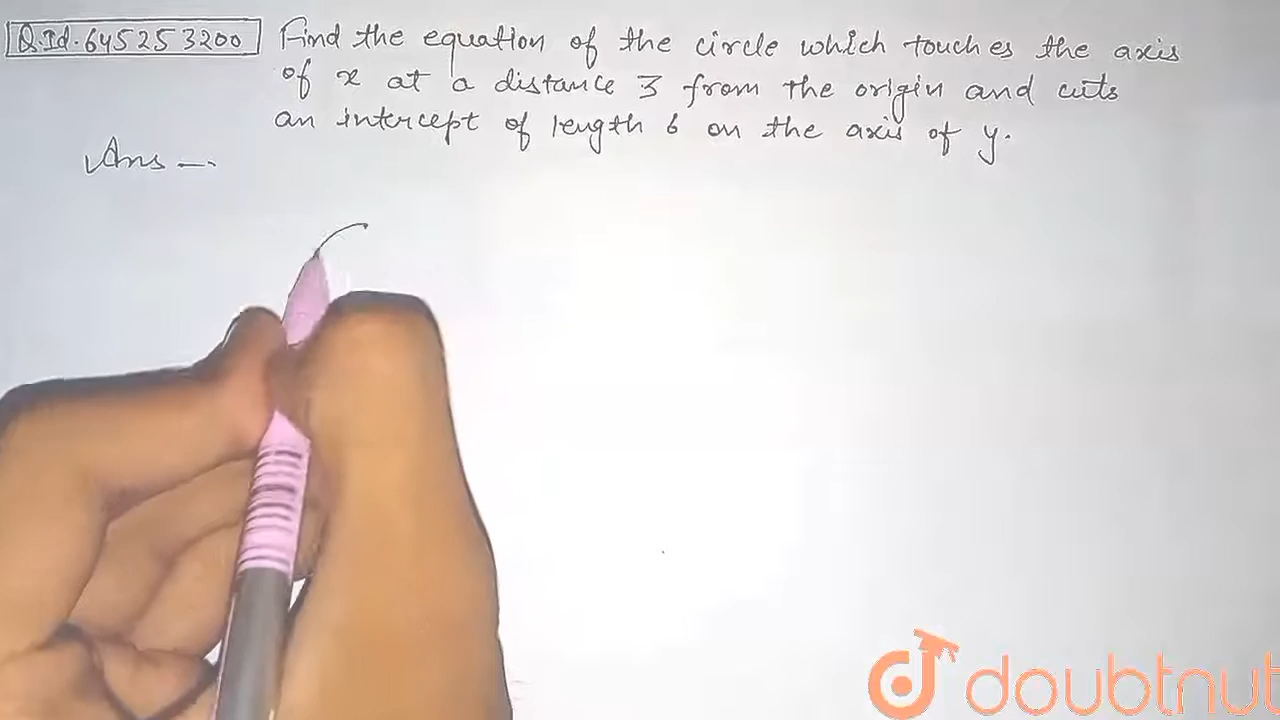 Q.Id-645253200 Find the equation of the circle which touches the axis
of x at a distance 3 from the origin and cuts
an intercept of length 6 on the axis of y.
Ans -.
doubtnut